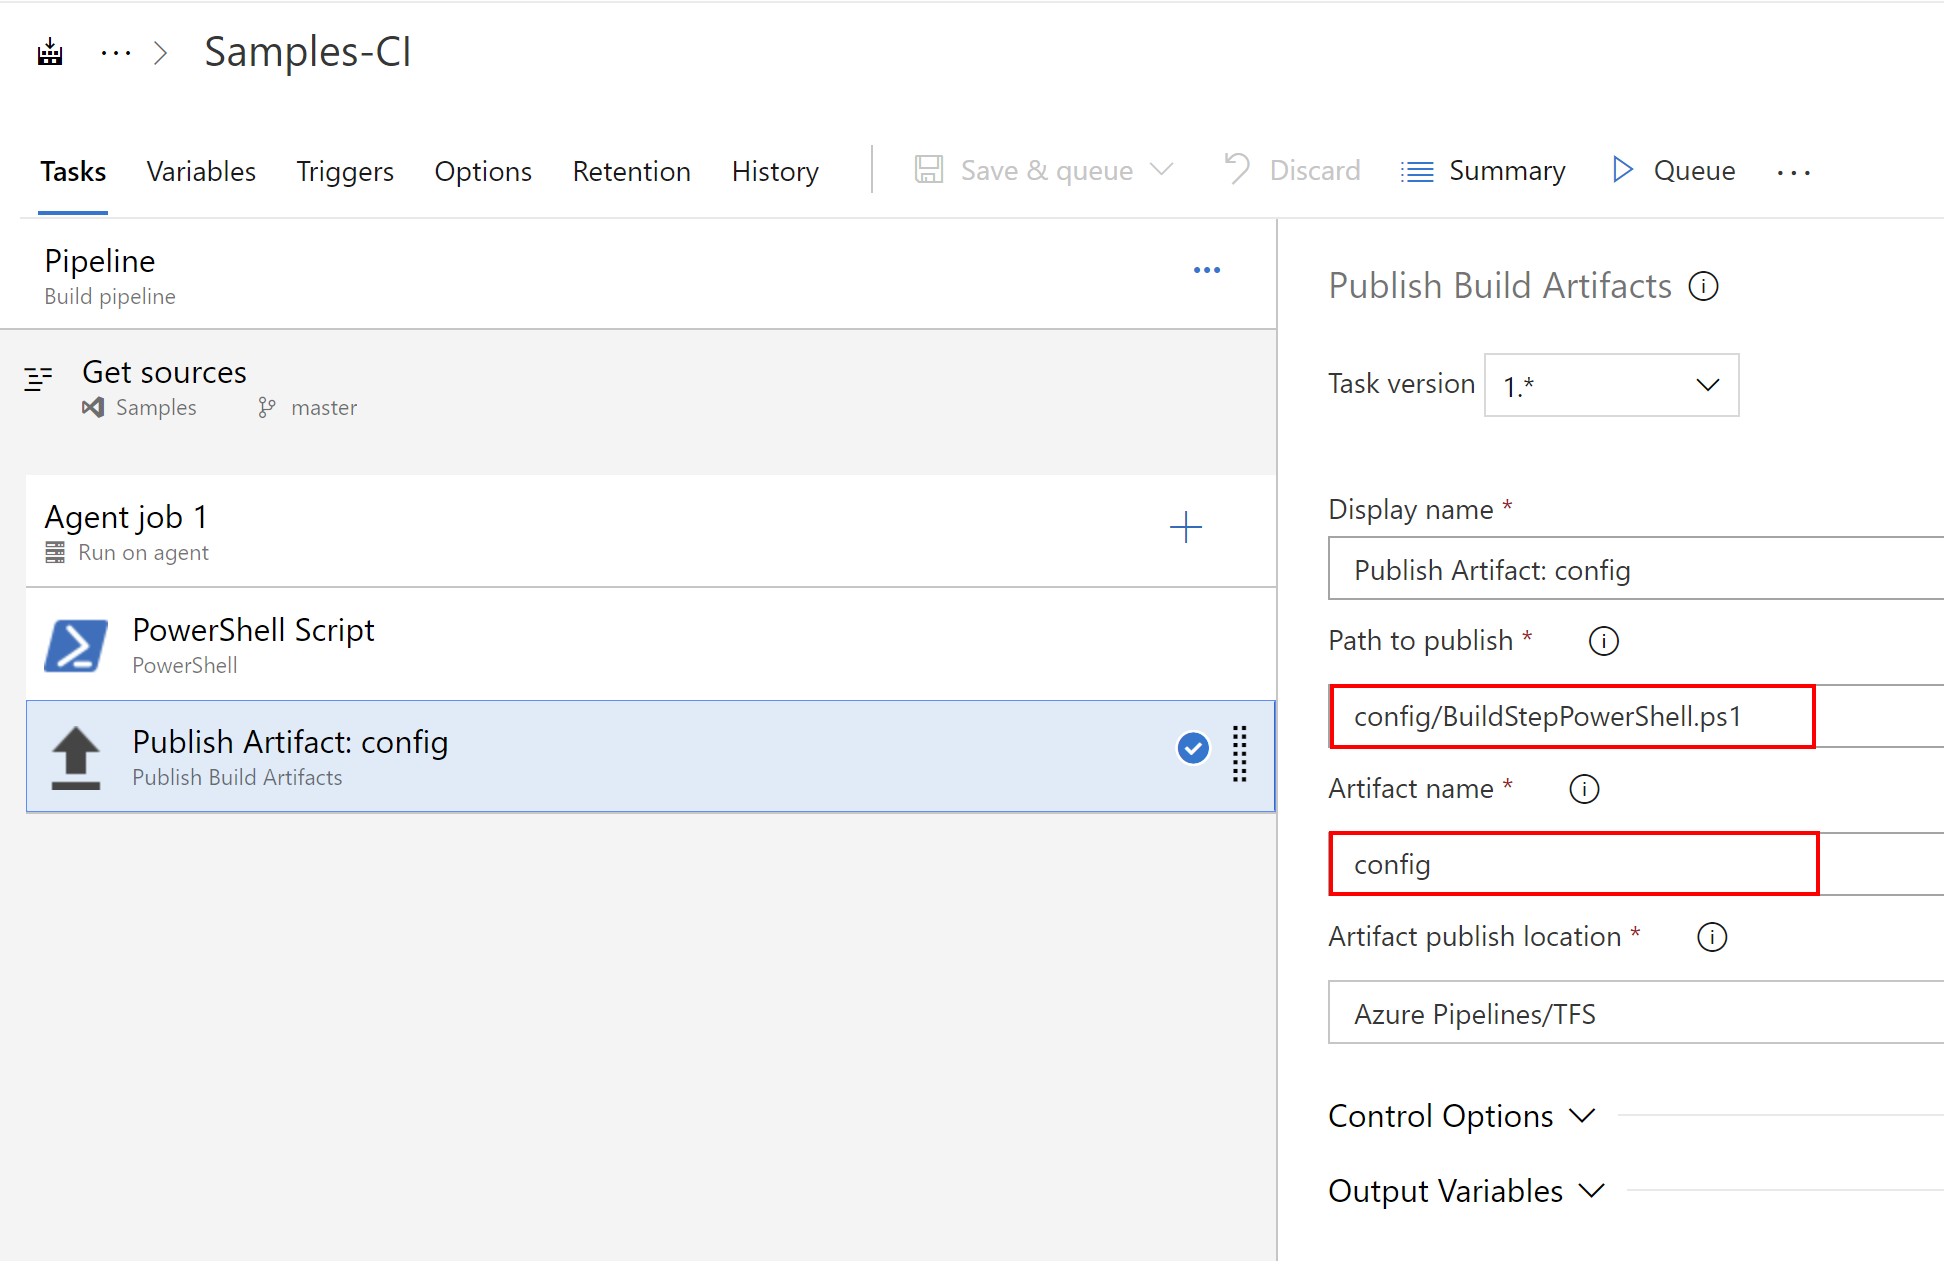 Samples-CI
Tasks Variables Triggers Options Retention History Save & queue Discard Summary Queue
Pipeline
Build pipeline
Get sources
Samples master
Agent job 1
Run on agent
PowerShell Script
PowerShell
Publish Artifact: config
Publish Build Artifacts
Publish Build Artifacts
Task version 1.*
Display name *
Publish Artifact: config
Path to publish *
config/BuildStepPowerShell.ps1
Artifact name *
config
Artifact publish location *
Azure Pipelines/TFS
Control Options
Output Variables